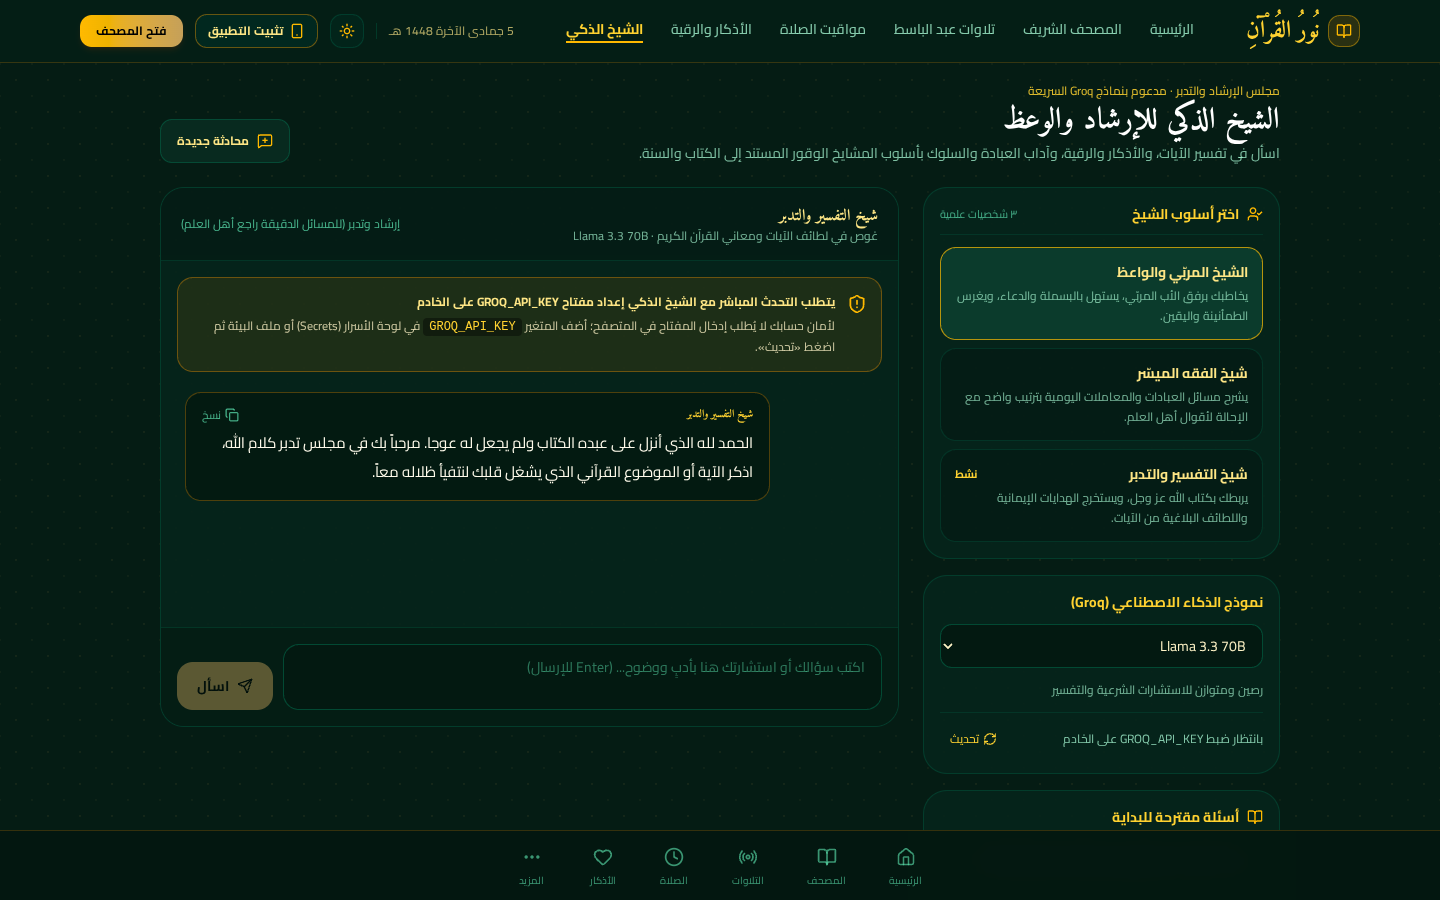 نُورُ القُرآنِ
الرئيسية
المصحف الشريف
تلاوات عبد الباسط
مواقيت الصلاة
الأذكار والرقية
الشيخ الذكي
5 جمادى الآخرة 1448 هـ
تثبيت التطبيق
فتح المصحف
مجلس الإرشاد والتدبر · مدعوم بنماذج Groq السريعة
الشيخ الذكي للإرشاد والوعظ
اسأل في تفسير الآيات، والأذكار والرقية، وآداب العبادة والسلوك بأسلوب المشايخ الوقور المستند إلى الكتاب والسنة.
محادثة جديدة
اختر أسلوب الشيخ
٣ شخصيات علمية
الشيخ المربّي والواعظ
يخاطبك برفق الأب المربّي، يستهل بالبسملة والدعاء، ويغرس
الطمأنينة واليقين.
شيخ الفقه الميسّر
يشرح مسائل العبادات والمعاملات اليومية بترتيب واضح مع
الإحالة لأقوال أهل العلم.
شيخ التفسير والتدبر
نشط
يربطك بكتاب الله عز وجل، ويستخرج الهدايات الإيمانية
واللطائف البلاغية من الآيات.
نموذج الذكاء الاصطناعي (Groq)
Llama 3.3 70B
رصين ومتوازن للاستشارات الشرعية والتفسير
بانتظار ضبط GROQ_API_KEY على الخادم
تحديث
أسئلة مقترحة للبداية
شيخ التفسير والتدبر
غوص في لطائف الآيات ومعاني القرآن الكريم · Llama 3.3 70B
إرشاد وتدبر (للمسائل الدقيقة راجع أهل العلم)
يتطلب التحدث المباشر مع الشيخ الذكي إعداد مفتاح GROQ_API_KEY على الخادم
لأمان حسابك لا يُطلب إدخال المفتاح في المتصفح؛ أضف المتغير GROQ_API_KEY في لوحة الأسرار (Secrets) أو ملف البيئة ثم
اضغط «تحديث».
شيخ التفسير والتدبر
نسخ
الحمد لله الذي أنزل على عبده الكتاب ولم يجعل له عوجا. مرحباً بك في مجلس تدبر كلام الله،
اذكر الآية أو الموضوع القرآني الذي يشغل قلبك لنتفيأ ظلاله معاً.
اكتب سؤالك أو استشارتك هنا بأدبٍ ووضوح... (Enter للإرسال)
اسأل
الرئيسية
المصحف
التلاوات
الصلاة
الأذكار
المزيد